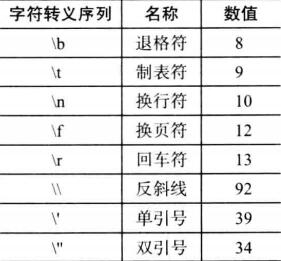 字符转义序列 名称 数值
\b 退格符 8
\t 制表符 9
\n 换行符 10
\f 换页符 12
\r 回车符 13
\\ 反斜线 92
\' 单引号 39
\" 双引号 34